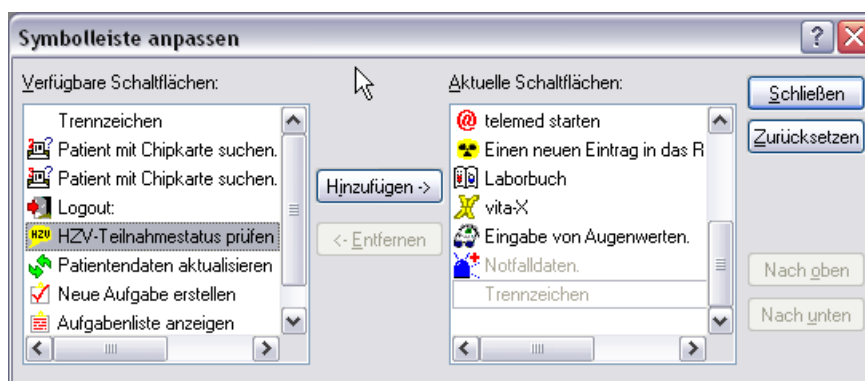 Symbolleiste anpassen
Verfügbare Schaltflächen:
Trennzeichen
Patient mit Chipkarte suchen.
Patient mit Chipkarte suchen.
Logout:
HZV HZV-Teilnahmestatus prüfen
Patientendaten aktualisieren
Neue Aufgabe erstellen
Aufgabenliste anzeigen
Hinzufügen ->
<- Entfernen
Aktuelle Schaltflächen:
@ telemed starten
Einen neuen Eintrag in das R
Laborbuch
vita-X
Eingabe von Augenwerten.
Notfalldaten.
Trennzeichen
Schließen
Zurücksetzen
Nach oben
Nach unten